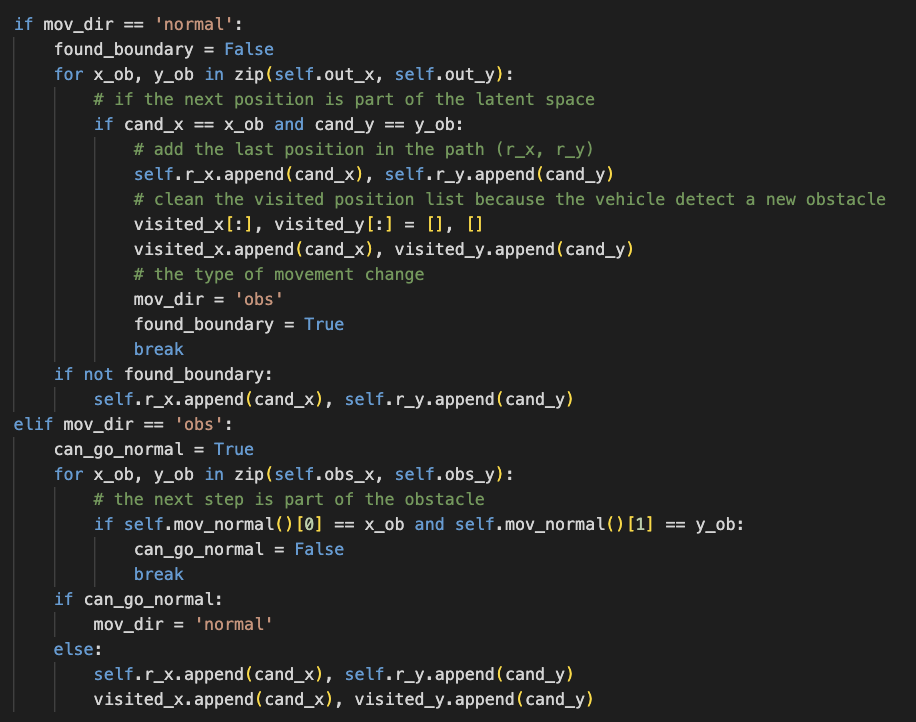 if mov_dir == 'normal':
    found_boundary = False
    for x_ob, y_ob in zip(self.out_x, self.out_y):
        # if the next position is part of the latent space
        if cand_x == x_ob and cand_y == y_ob:
            # add the last position in the path (r_x, r_y)
            self.r_x.append(cand_x), self.r_y.append(cand_y)
            # clean the visited position list because the vehicle detect a new obstacle
            visited_x[:], visited_y[:] = [], []
            visited_x.append(cand_x), visited_y.append(cand_y)
            # the type of movement change
            mov_dir = 'obs'
            found_boundary = True
            break
    if not found_boundary:
        self.r_x.append(cand_x), self.r_y.append(cand_y)
elif mov_dir == 'obs':
    can_go_normal = True
    for x_ob, y_ob in zip(self.obs_x, self.obs_y):
        # the next step is part of the obstacle
        if self.mov_normal()[0] == x_ob and self.mov_normal()[1] == y_ob:
            can_go_normal = False
            break
    if can_go_normal:
        mov_dir = 'normal'
    else:
        self.r_x.append(cand_x), self.r_y.append(cand_y)
        visited_x.append(cand_x), visited_y.append(cand_y)